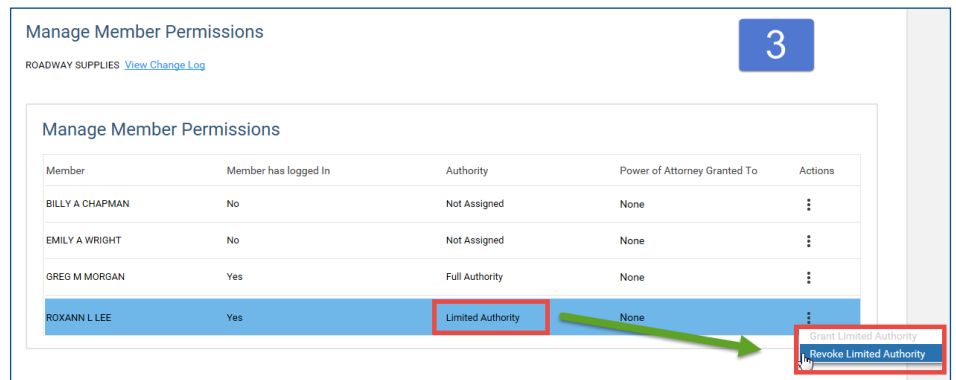 Manage Member Permissions
3
ROADWAY SUPPLIES View Change Log
Manage Member Permissions
Member Member has logged In Authority Power of Attorney Granted To Actions
BILLY A CHAPMAN No Not Assigned None
EMILY A WRIGHT No Not Assigned None
GREG M MORGAN Yes Full Authority None
ROXANN L LEE Yes Limited Authority None
Grant Limited Authority
Revoke Limited Authority